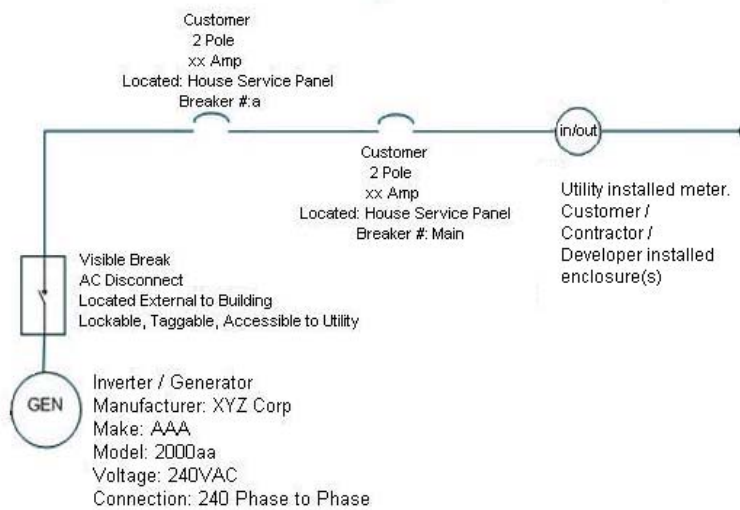 Customer
2 Pole
xx Amp
Located: House Service Panel
Breaker #:a
in/out
Customer
2 Pole
xx Amp
Located: House Service Panel
Breaker #: Main
Utility installed meter.
Customer /
Contractor /
Developer installed
enclosure(s)
Visible Break
AC Disconnect
Located External to Building
Lockable, Taggable, Accessible to Utility
GEN
Inverter / Generator
Manufacturer: XYZ Corp
Make: AAA
Model: 2000aa
Voltage: 240VAC
Connection: 240 Phase to Phase